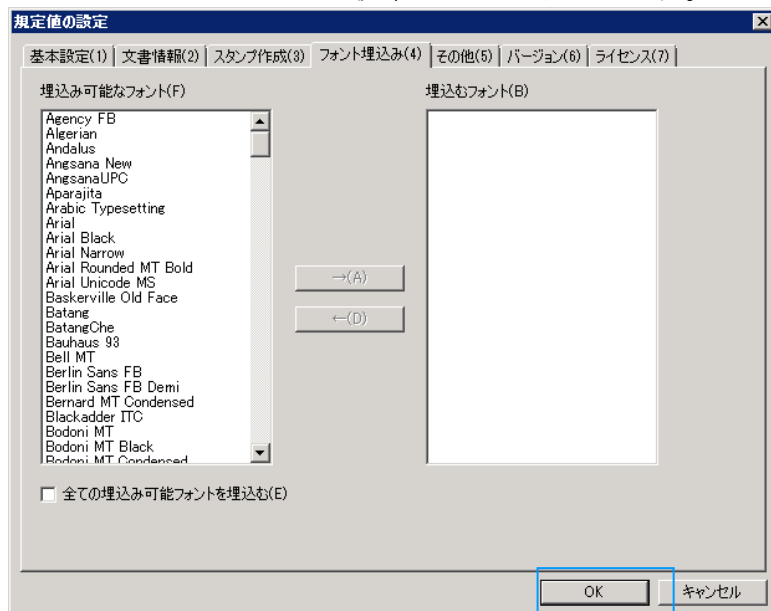 規定値の設定
基本設定(1) 文書情報(2) スタンプ作成(3) フォント埋込み(4) その他(5) バージョン(6) ライセンス(7)
埋込み可能なフォント(F) 埋込むフォント(B)
Agency FB
Algerian
Andalus
Angsana New
AngsanaUPC
Aparajita
Arabic Typesetting
Arial
Arial Black
Arial Narrow
Arial Rounded MT Bold
Arial Unicode MS
Baskerville Old Face
Batang
BatangChe
Bauhaus 93
Bell MT
Berlin Sans FB
Berlin Sans FB Demi
Bernard MT Condensed
Blackadder ITC
Bodoni MT
Bodoni MT Black
Bodoni MT Condensed
→(A)
←(D)
全ての埋込み可能フォントを埋込む(E)
OK キャンセル